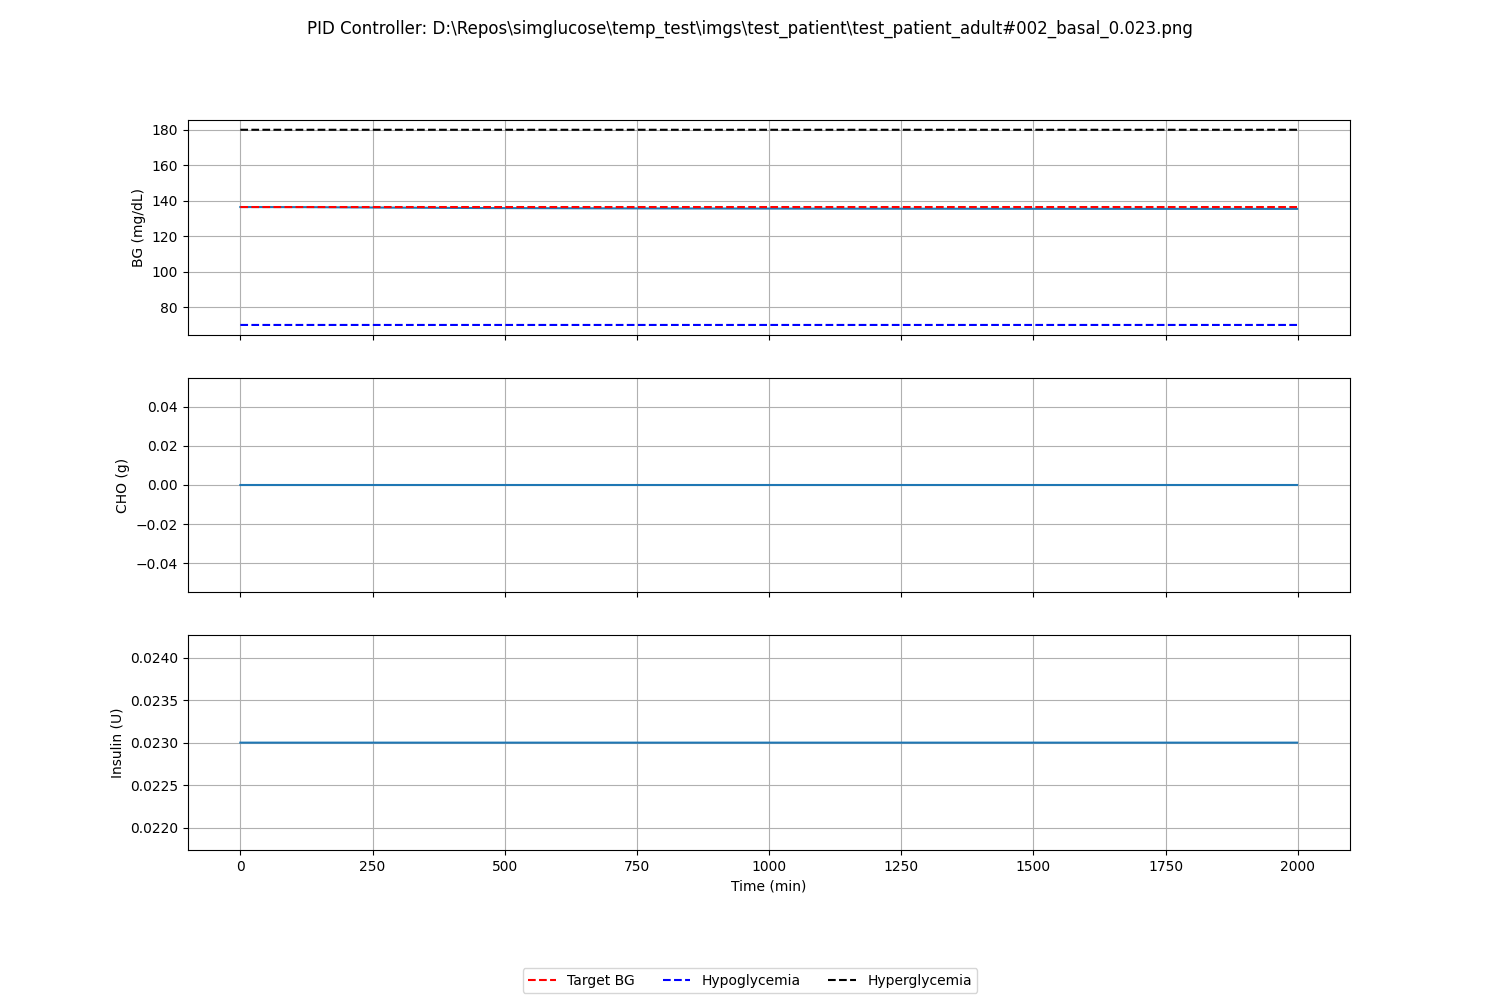 PID Controller: D:\Repos\simglucose\temp_test\imgs\test_patient\test_patient_adult#002_basal_0.023.png
BG (mg/dL)
180
160
140
120
100
80
CHO (g)
0.04
0.02
0.00
−0.02
−0.04
Insulin (U)
0.0240
0.0235
0.0230
0.0225
0.0220
0 250 500 750 1000 1250 1500 1750 2000
Time (min)
Target BG Hypoglycemia Hyperglycemia